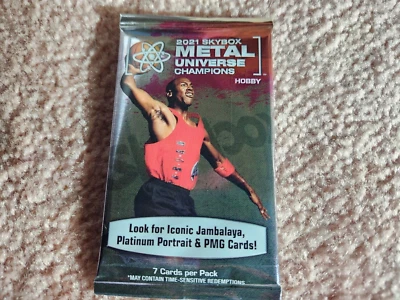 2021 SKYBOX
METAL
UNIVERSE
CHAMPIONS
HOBBY
Look for Iconic Jambalaya,
Platinum Portrait & PMG Cards!
7 Cards per Pack
*MAY CONTAIN TIME-SENSITIVE REDEMPTIONS